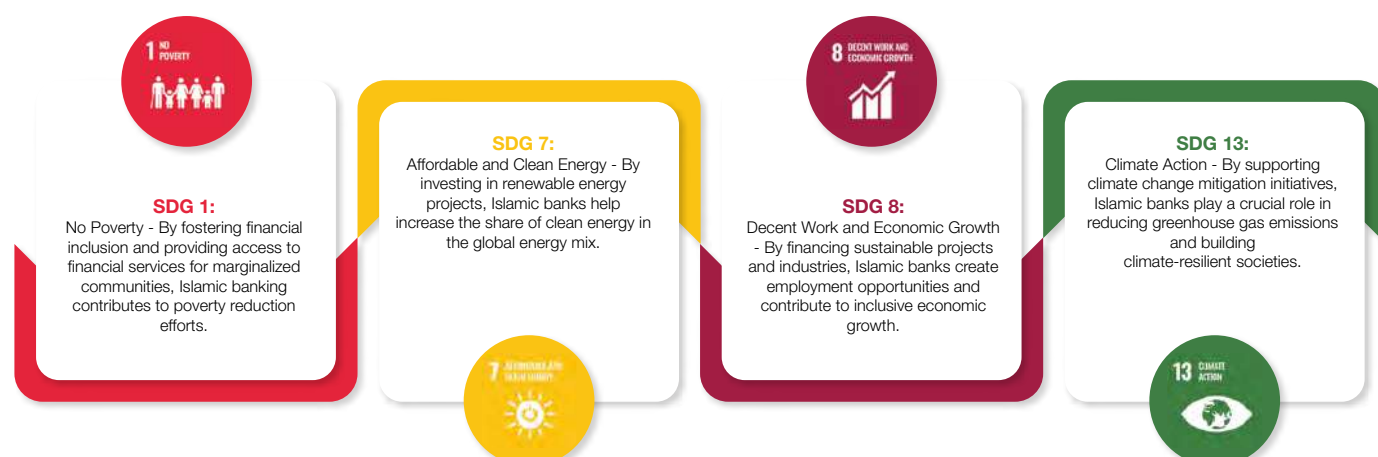 1 NO
POVERTY
SDG 1:
No Poverty - By fostering financial
inclusion and providing access to
financial services for marginalized
communities, Islamic banking
contributes to poverty reduction
efforts.
SDG 7:
Affordable and Clean Energy - By
investing in renewable energy
projects, Islamic banks help
increase the share of clean energy in
the global energy mix.
7 AFFORDABLE AND
CLEAN ENERGY
8 DECENT WORK AND
ECONOMIC GROWTH
SDG 8:
Decent Work and Economic Growth
- By financing sustainable projects
and industries, Islamic banks create
employment opportunities and
contribute to inclusive economic
growth.
SDG 13:
Climate Action - By supporting
climate change mitigation initiatives,
Islamic banks play a crucial role in
reducing greenhouse gas emissions
and building
climate-resilient societies.
13 CLIMATE
ACTION